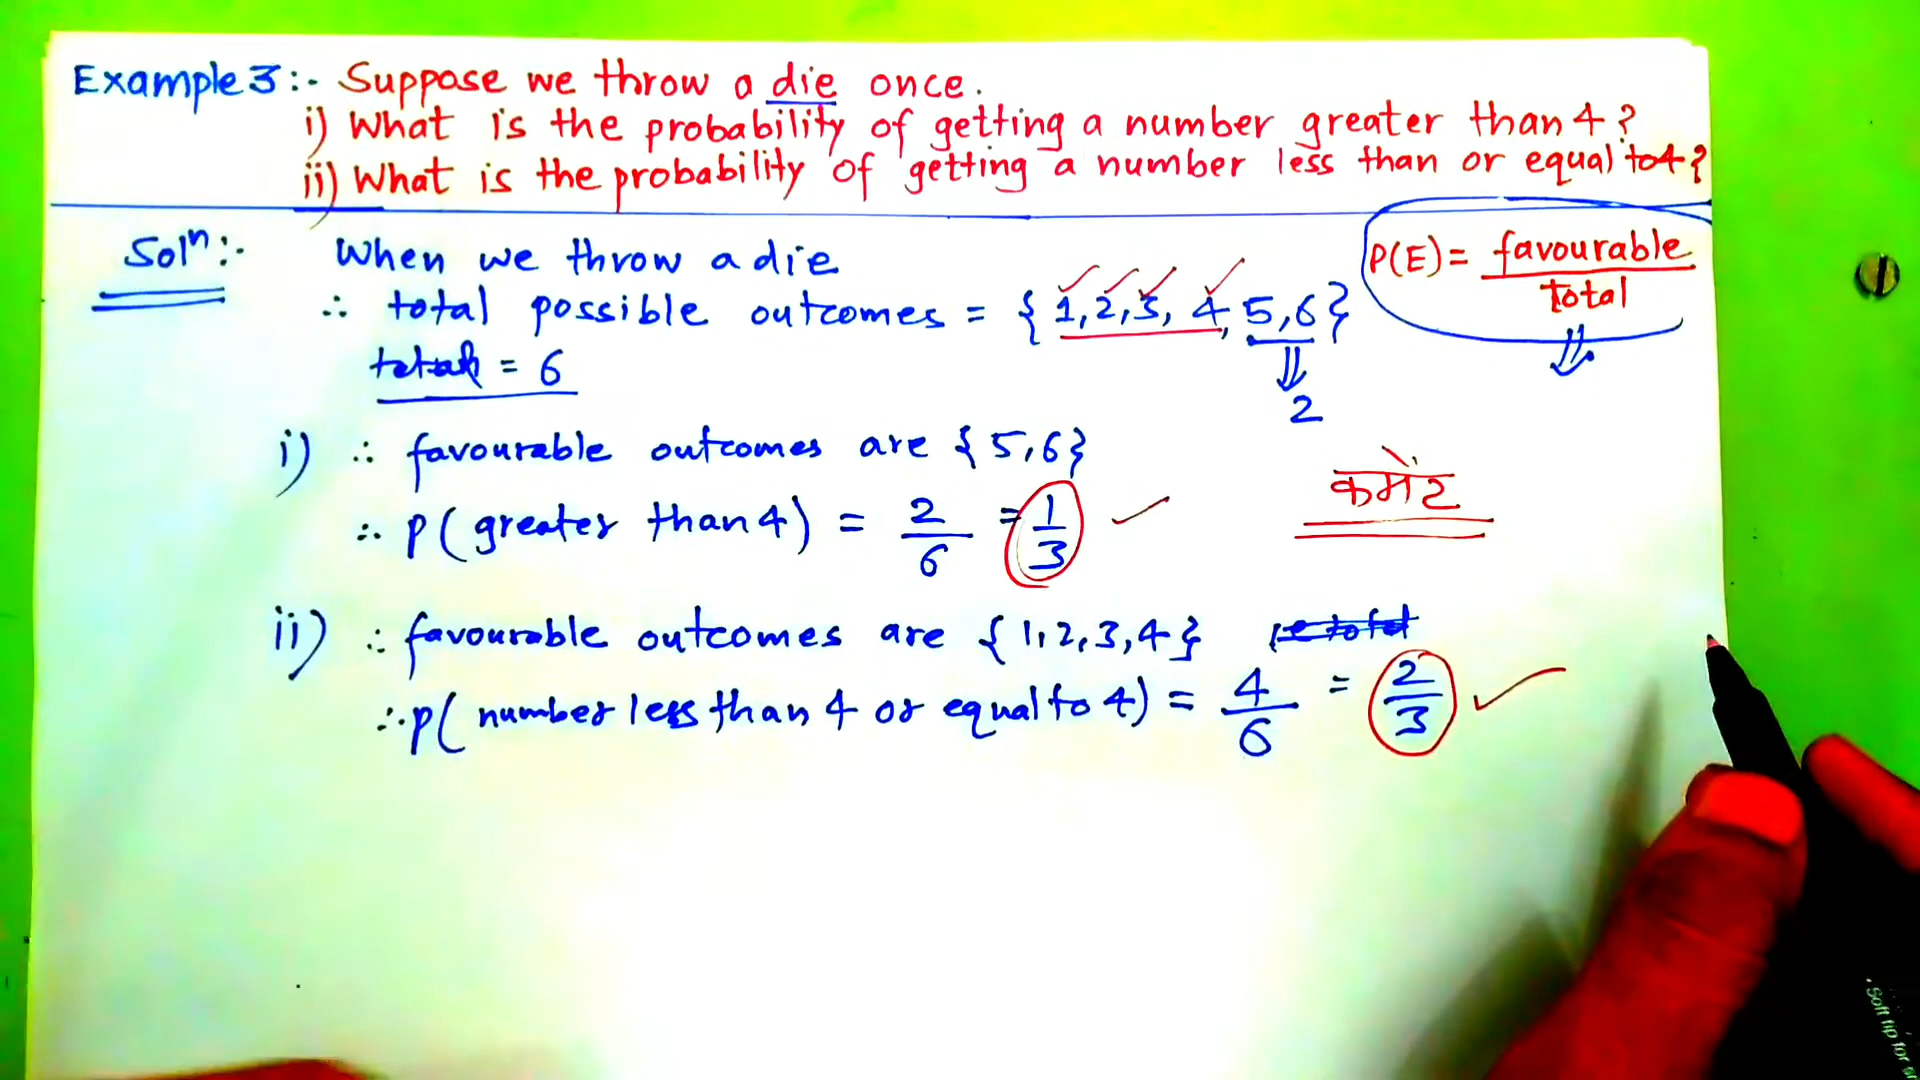 Example 3:- Suppose we throw a die once.
i) What is the probability of getting a number greater than 4?
ii) What is the probability of getting a number less than or equal to 4?
Solⁿ:- When we throw a die
∴ total possible outcomes = {1,2,3,4,5,6}
P(E) = favourable / Total
total = 6
2
i) ∴ favourable outcomes are {5,6}
∴ P(greater than 4) = 2/6 = 1/3 ✓
कमेंट
ii) ∴ favourable outcomes are {1,2,3,4}
∴ P(number less than 4 or equal to 4) = 4/6 = 2/3 ✓
Soft tip for